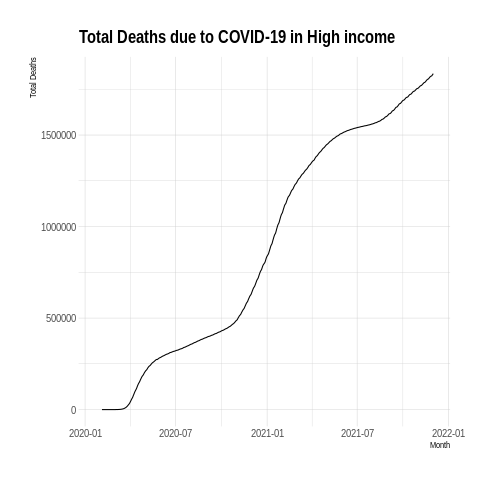 Total Deaths due to COVID-19 in High income
Total Deaths
1500000
1000000
500000
0
2020-01 2020-07 2021-01 2021-07 2022-01
Month